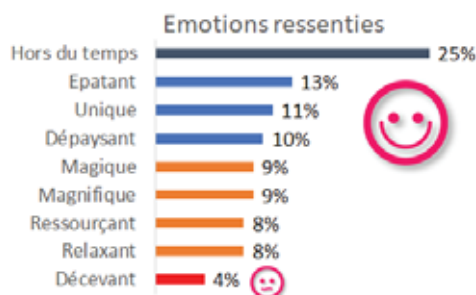 Emotions ressenties
Hors du temps 25%
Epatant 13%
Unique 11%
Dépaysant 10%
Magique 9%
Magnifique 9%
Ressourçant 8%
Relaxant 8%
Décevant 4%